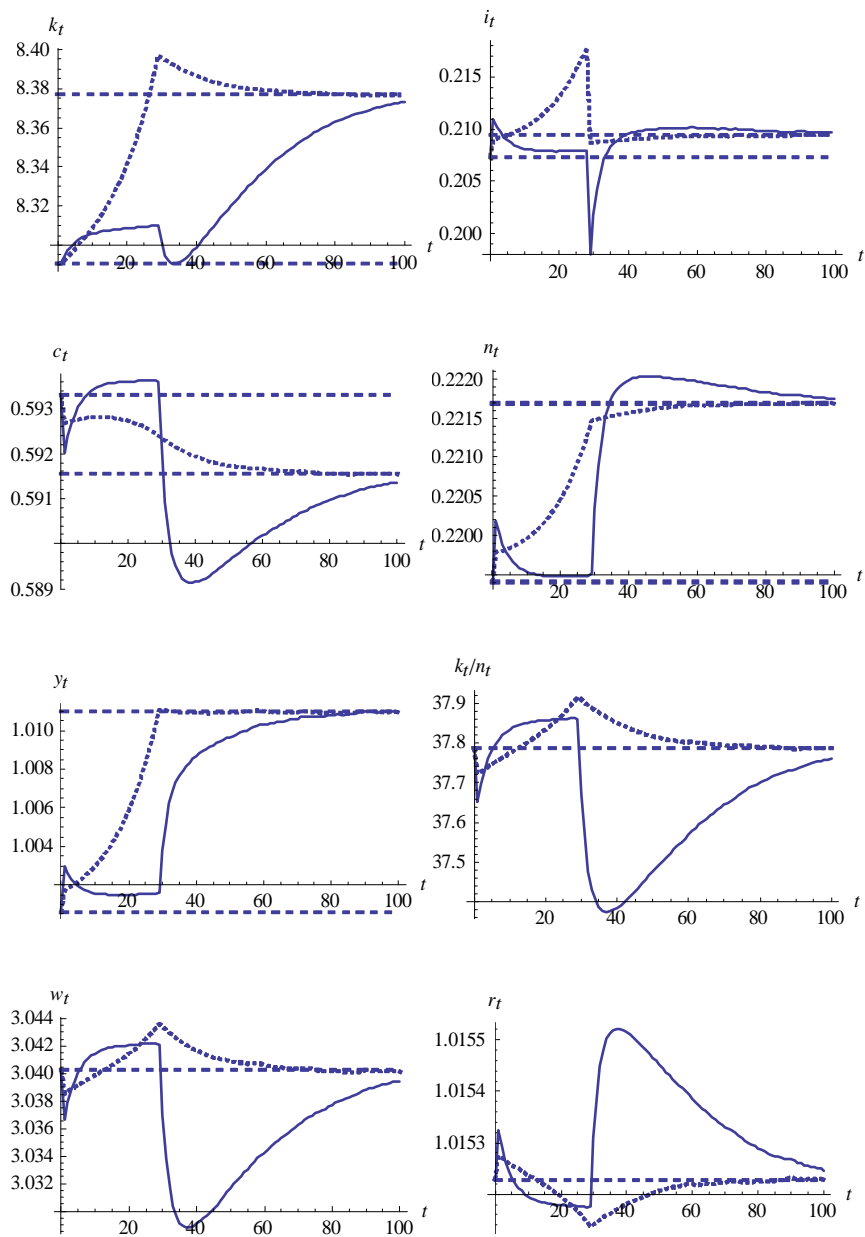 k_t
8.40
8.38
8.36
8.34
8.32
20 40 60 80 100 t
i_t
0.215
0.210
0.205
0.200
20 40 60 80 100 t
c_t
0.593
0.592
0.591
0.589
20 40 60 80 100 t
n_t
0.2220
0.2215
0.2210
0.2205
0.2200
20 40 60 80 100 t
y_t
1.010
1.008
1.006
1.004
20 40 60 80 100 t
k_t/n_t
37.9
37.8
37.7
37.6
37.5
20 40 60 80 100 t
w_t
3.044
3.042
3.040
3.038
3.036
3.034
3.032
20 40 60 80 100 t
r_t
1.0155
1.0154
1.0153
20 40 60 80 100 t